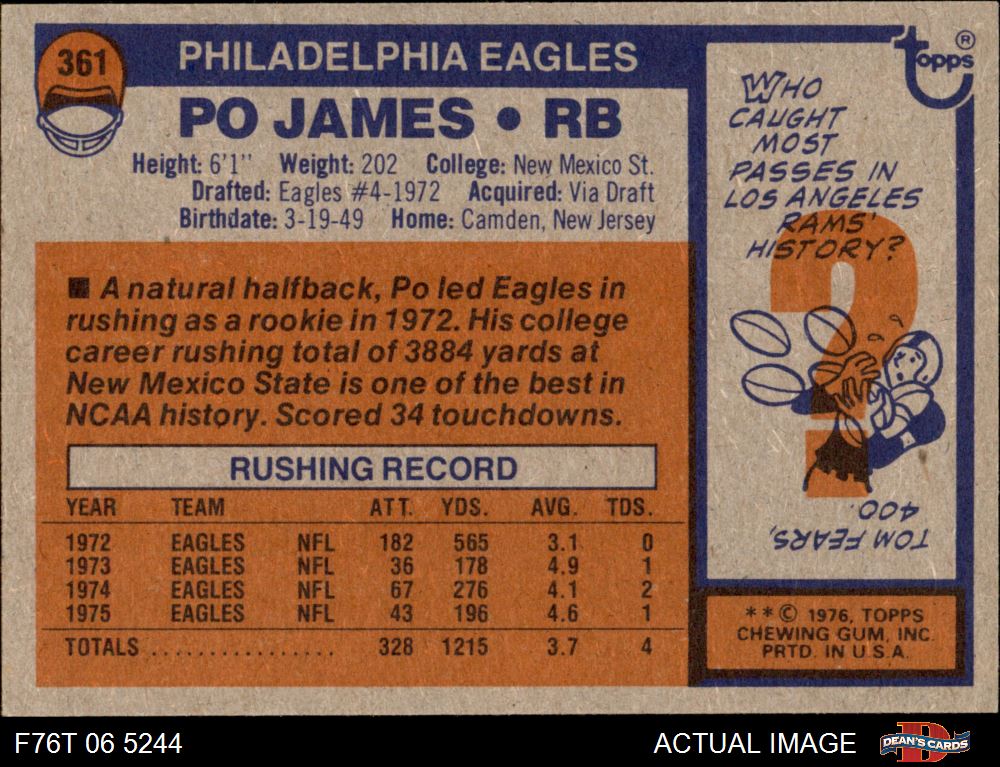 361
PHILADELPHIA EAGLES
PO JAMES • RB
Height: 6'1" Weight: 202 College: New Mexico St.
Drafted: Eagles #4-1972 Acquired: Via Draft
Birthdate: 3-19-49 Home: Camden, New Jersey
■ A natural halfback, Po led Eagles in
rushing as a rookie in 1972. His college
career rushing total of 3884 yards at
New Mexico State is one of the best in
NCAA history. Scored 34 touchdowns.
RUSHING RECORD
YEAR TEAM ATT. YDS. AVG. TDS.
1972 EAGLES NFL 182 565 3.1 0
1973 EAGLES NFL 36 178 4.9 1
1974 EAGLES NFL 67 276 4.1 2
1975 EAGLES NFL 43 196 4.6 1
TOTALS ................ 328 1215 3.7 4
topps ®
WHO
CAUGHT
MOST
PASSES IN
LOS ANGELES
RAMS'
HISTORY?
?
TOM FEARS,
400
**© 1976, TOPPS
CHEWING GUM, INC.
PRTD. IN U.S.A.
F76T 06 5244
ACTUAL IMAGE
D
DEAN'S CARDS